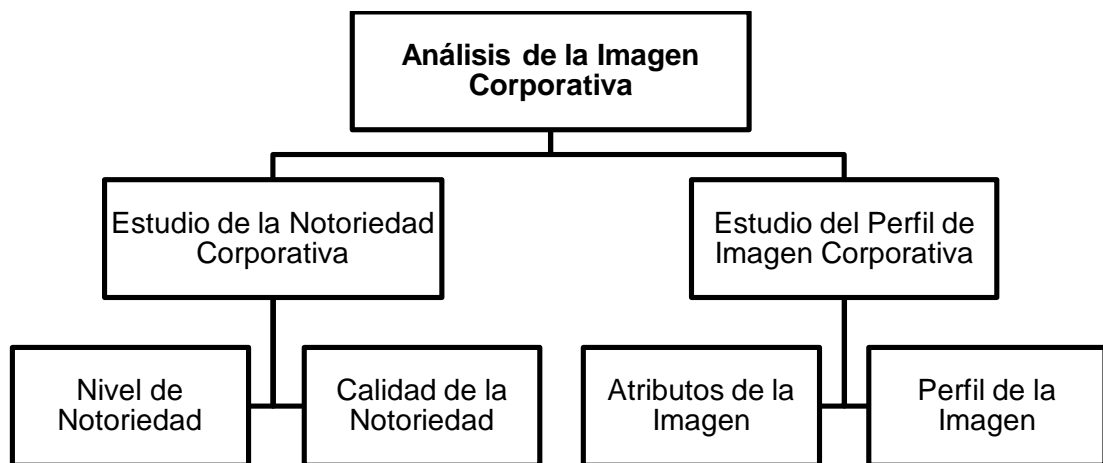 Análisis de la Imagen
Corporativa
Estudio de la Notoriedad
Corporativa
Estudio del Perfil de
Imagen Corporativa
Nivel de
Notoriedad
Calidad de la
Notoriedad
Atributos de la
Imagen
Perfil de la
Imagen